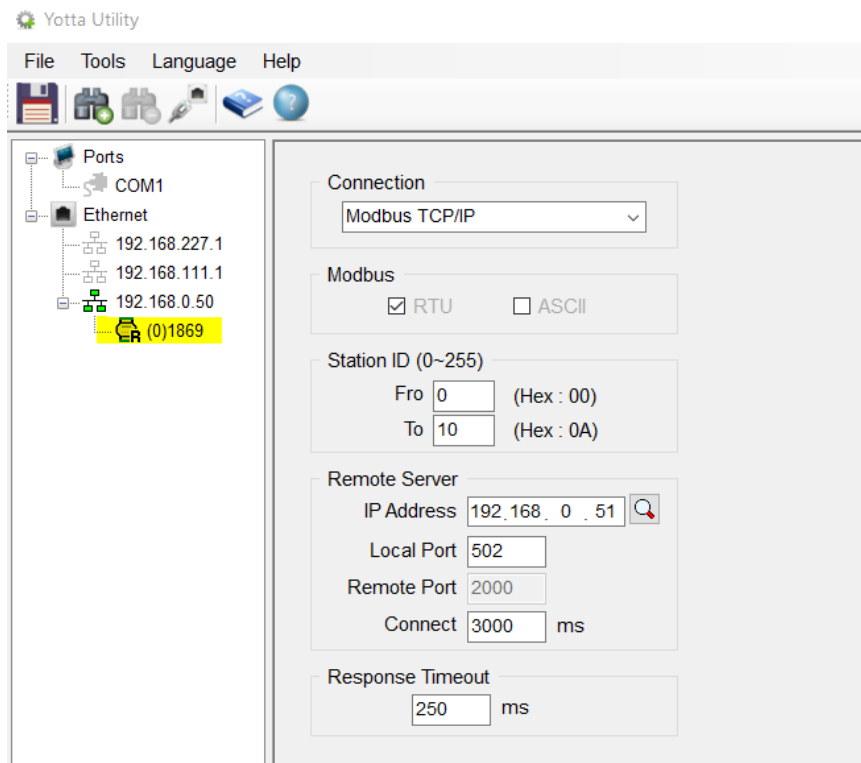 Yotta Utility
File Tools Language Help
Ports
COM1
Ethernet
192.168.227.1
192.168.111.1
192.168.0.50
R (0)1869
Connection
Modbus TCP/IP
Modbus
RTU ASCII
Station ID (0~255)
Fro 0 (Hex : 00)
To 10 (Hex : 0A)
Remote Server
IP Address 192.168. 0 . 51
Local Port 502
Remote Port 2000
Connect 3000 ms
Response Timeout
250 ms